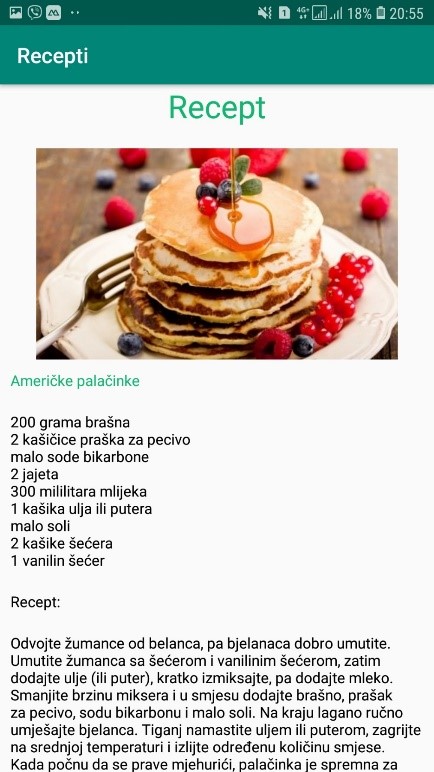 1 4G+ 18% 20:55
Recepti
Recept
Američke palačinke
200 grama brašna
2 kašičice praška za pecivo
malo sode bikarbone
2 jajeta
300 mililitara mlijeka
1 kašika ulja ili putera
malo soli
2 kašike šećera
1 vanilin šećer
Recept:
Odvojte žumance od belanca, pa bjelanaca dobro umutite.
Umutite žumanca sa šećerom i vanilinim šećerom, zatim
dodajte ulje (ili puter), kratko izmiksajte, pa dodajte mleko.
Smanjite brzinu miksera i u smjesu dodajte brašno, prašak
za pecivo, sodu bikarbonu i malo soli. Na kraju lagano ručno
umješajte bjelanca. Tiganj namastite uljem ili puterom, zagrijte
na srednjoj temperaturi i izlijte određenu količinu smjese.
Kada počnu da se prave mjehurići, palačinka je spremna za